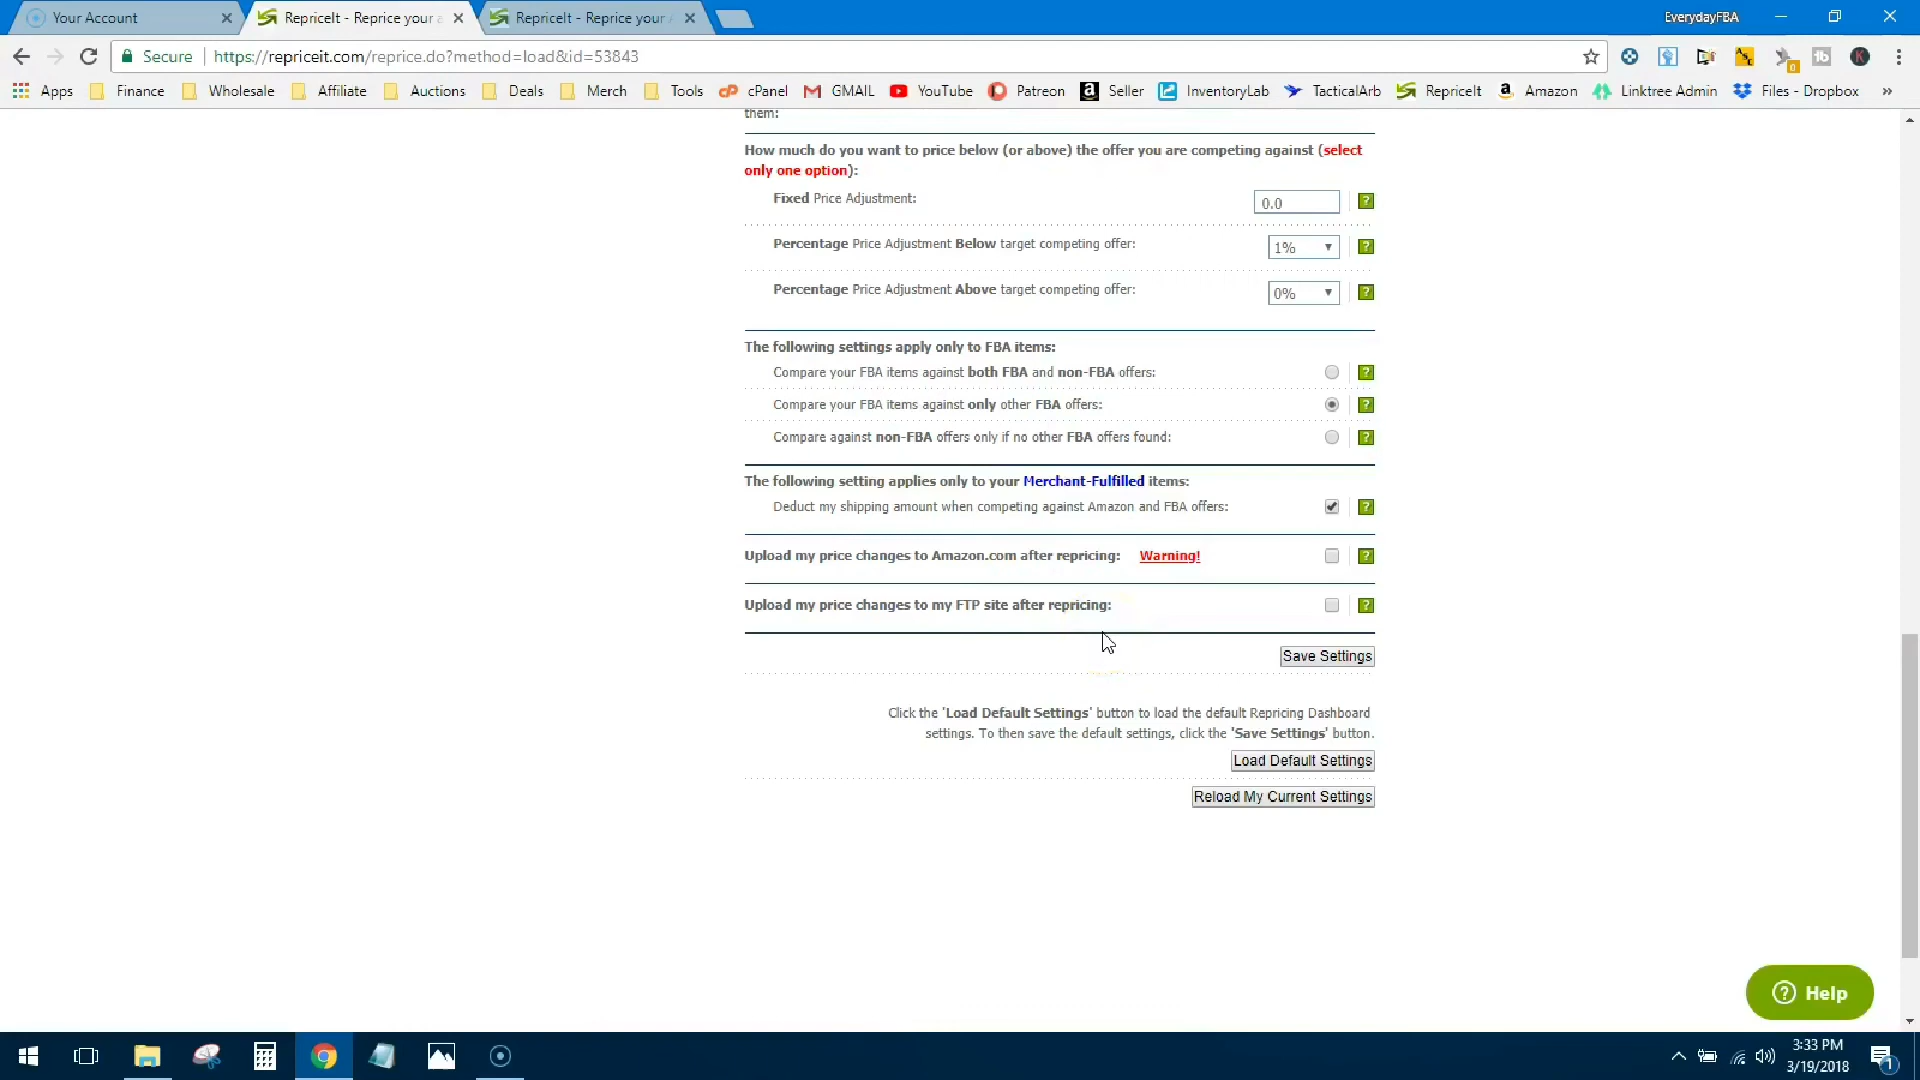 Your Account
RepriceIt - Reprice your a
RepriceIt - Reprice your A
EverydayFBA
Secure
https://repriceit.com/reprice.do?method=load&id=53843
Apps
Finance
Wholesale
Affiliate
Auctions
Deals
Merch
Tools
cPanel
GMAIL
YouTube
Patreon
Seller
InventoryLab
TacticalArb
RepriceIt
Amazon
Linktree Admin
Files - Dropbox
them:
How much do you want to price below (or above) the offer you are competing against (select
only one option):
Fixed Price Adjustment:
0.0
Percentage Price Adjustment Below target competing offer:
1%
Percentage Price Adjustment Above target competing offer:
0%
The following settings apply only to FBA items:
Compare your FBA items against both FBA and non-FBA offers:
Compare your FBA items against only other FBA offers:
Compare against non-FBA offers only if no other FBA offers found:
The following setting applies only to your Merchant-Fulfilled items:
Deduct my shipping amount when competing against Amazon and FBA offers:
Upload my price changes to Amazon.com after repricing: Warning!
Upload my price changes to my FTP site after repricing:
Save Settings
Click the 'Load Default Settings' button to load the default Repricing Dashboard
settings. To then save the default settings, click the 'Save Settings' button.
Load Default Settings
Reload My Current Settings
Help
3:33 PM
3/19/2018